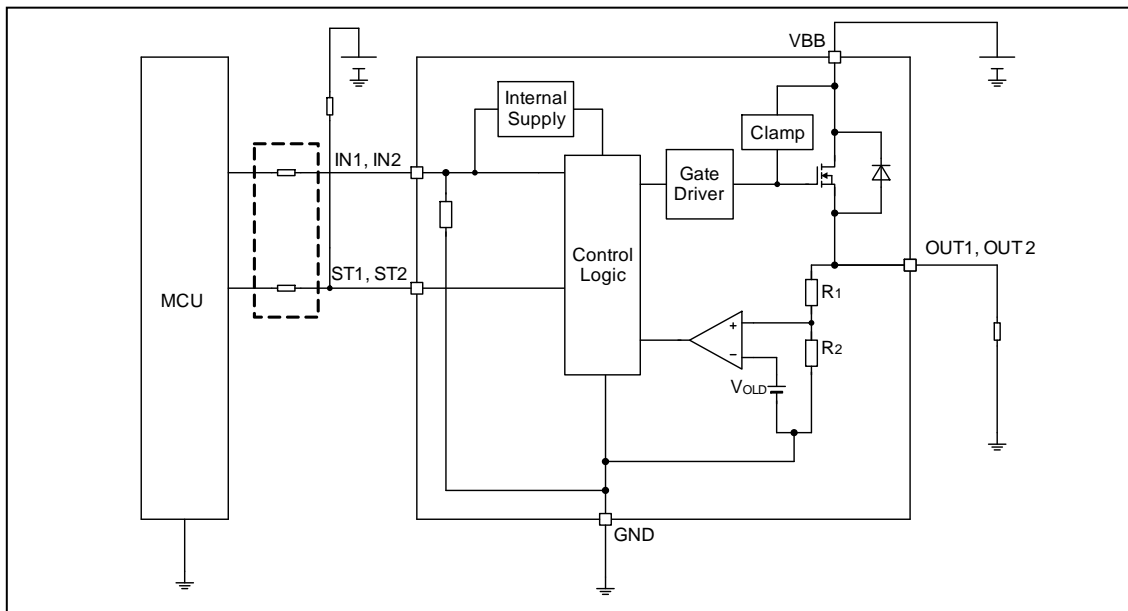 VBB
Internal
Supply
Clamp
IN1, IN2
Gate
Driver
Control
Logic
OUT1, OUT 2
ST1, ST2
MCU
R1
+
−
R2
VOLD
GND